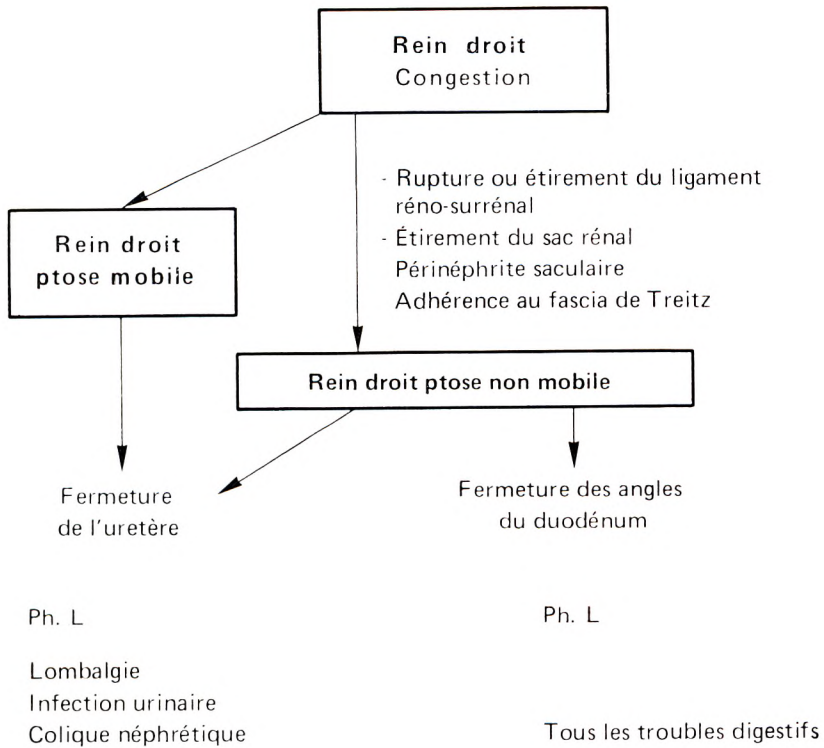 Rein droit
Congestion
- Rupture ou étirement du ligament
réno-surrénal
- Étirement du sac rénal
Périnéphrite saculaire
Adhérence au fascia de Treitz
Rein droit
ptose mobile
Rein droit ptose non mobile
Fermeture
de l'uretère
Fermeture des angles
du duodénum
Ph. L
Lombalgie
Infection urinaire
Colique néphrétique
Ph. L
Tous les troubles digestifs